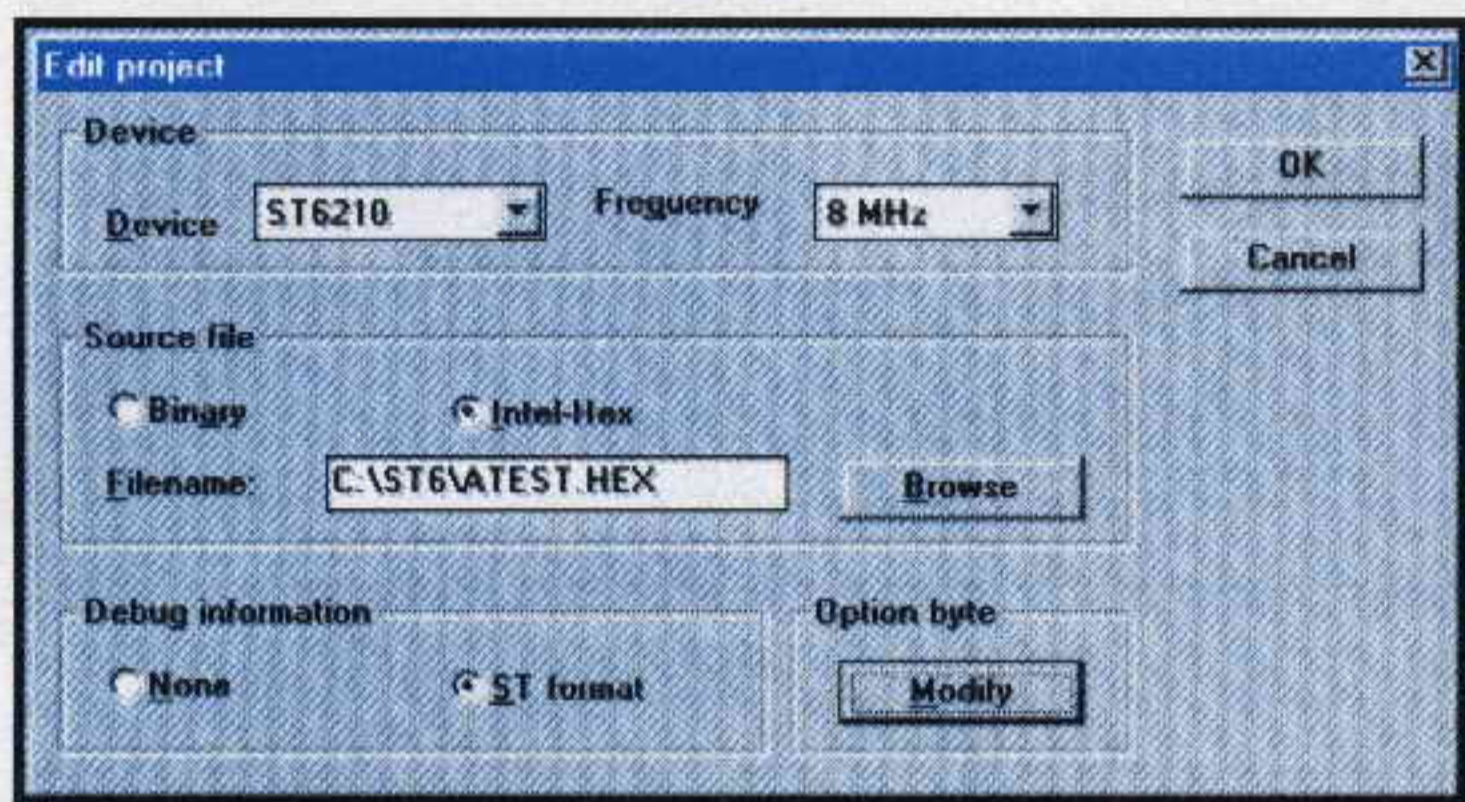 Edit project
Device
Device ST6210 Freguency 8 MHz
OK
Cancel
Source file
Binary Intel-Hex
Filename: C:\ST6\ATEST.HEX Browse
Debug information
None ST format
Option byte
Modify